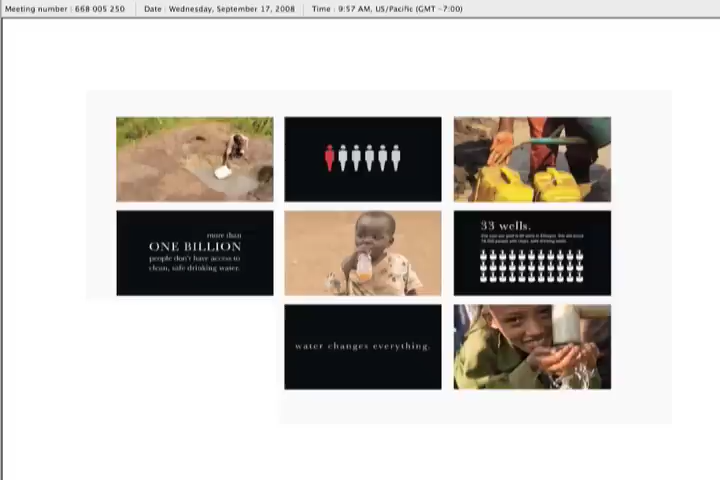 Meeting number : 668 005 250 Date : Wednesday, September 17, 2008 Time : 9:57 AM, US/Pacific (GMT -7:00)
more than
ONE BILLION
people don't have access to
clean, safe drinking water.
33 wells.
water changes everything.